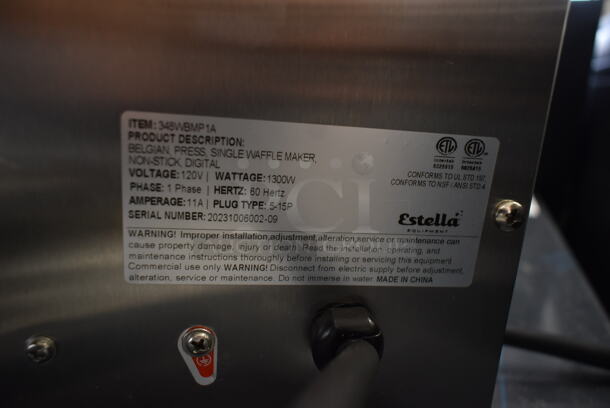 ITEM: 348WBMP1A
PRODUCT DESCRIPTION:
BELGIAN, PRESS, SINGLE WAFFLE MAKER,
NON-STICK, DIGITAL
VOLTAGE: 120V | WATTAGE: 1300W
PHASE: 1 Phase | HERTZ: 60 Hertz
AMPERAGE: 11A | PLUG TYPE: 5-15P
SERIAL NUMBER: 20231006002-09
ETL ETL
Intertek Intertek
CONFORMS TO UL STD 197,
CONFORMS TO NSF / ANSI STD 4
Estella
EQUIPMENT
WARNING! Improper installation,adjustment,alteration,service or maintenance can
cause property damage, injury or death. Read the installation, operating, and
maintenance instructions thoroughly before installing or servicing this equipment.
Commercial use only WARNING! Disconnect from electric supply before adjustment,
alteration, service or maintenance. Do not immerse in water. MADE IN CHINA